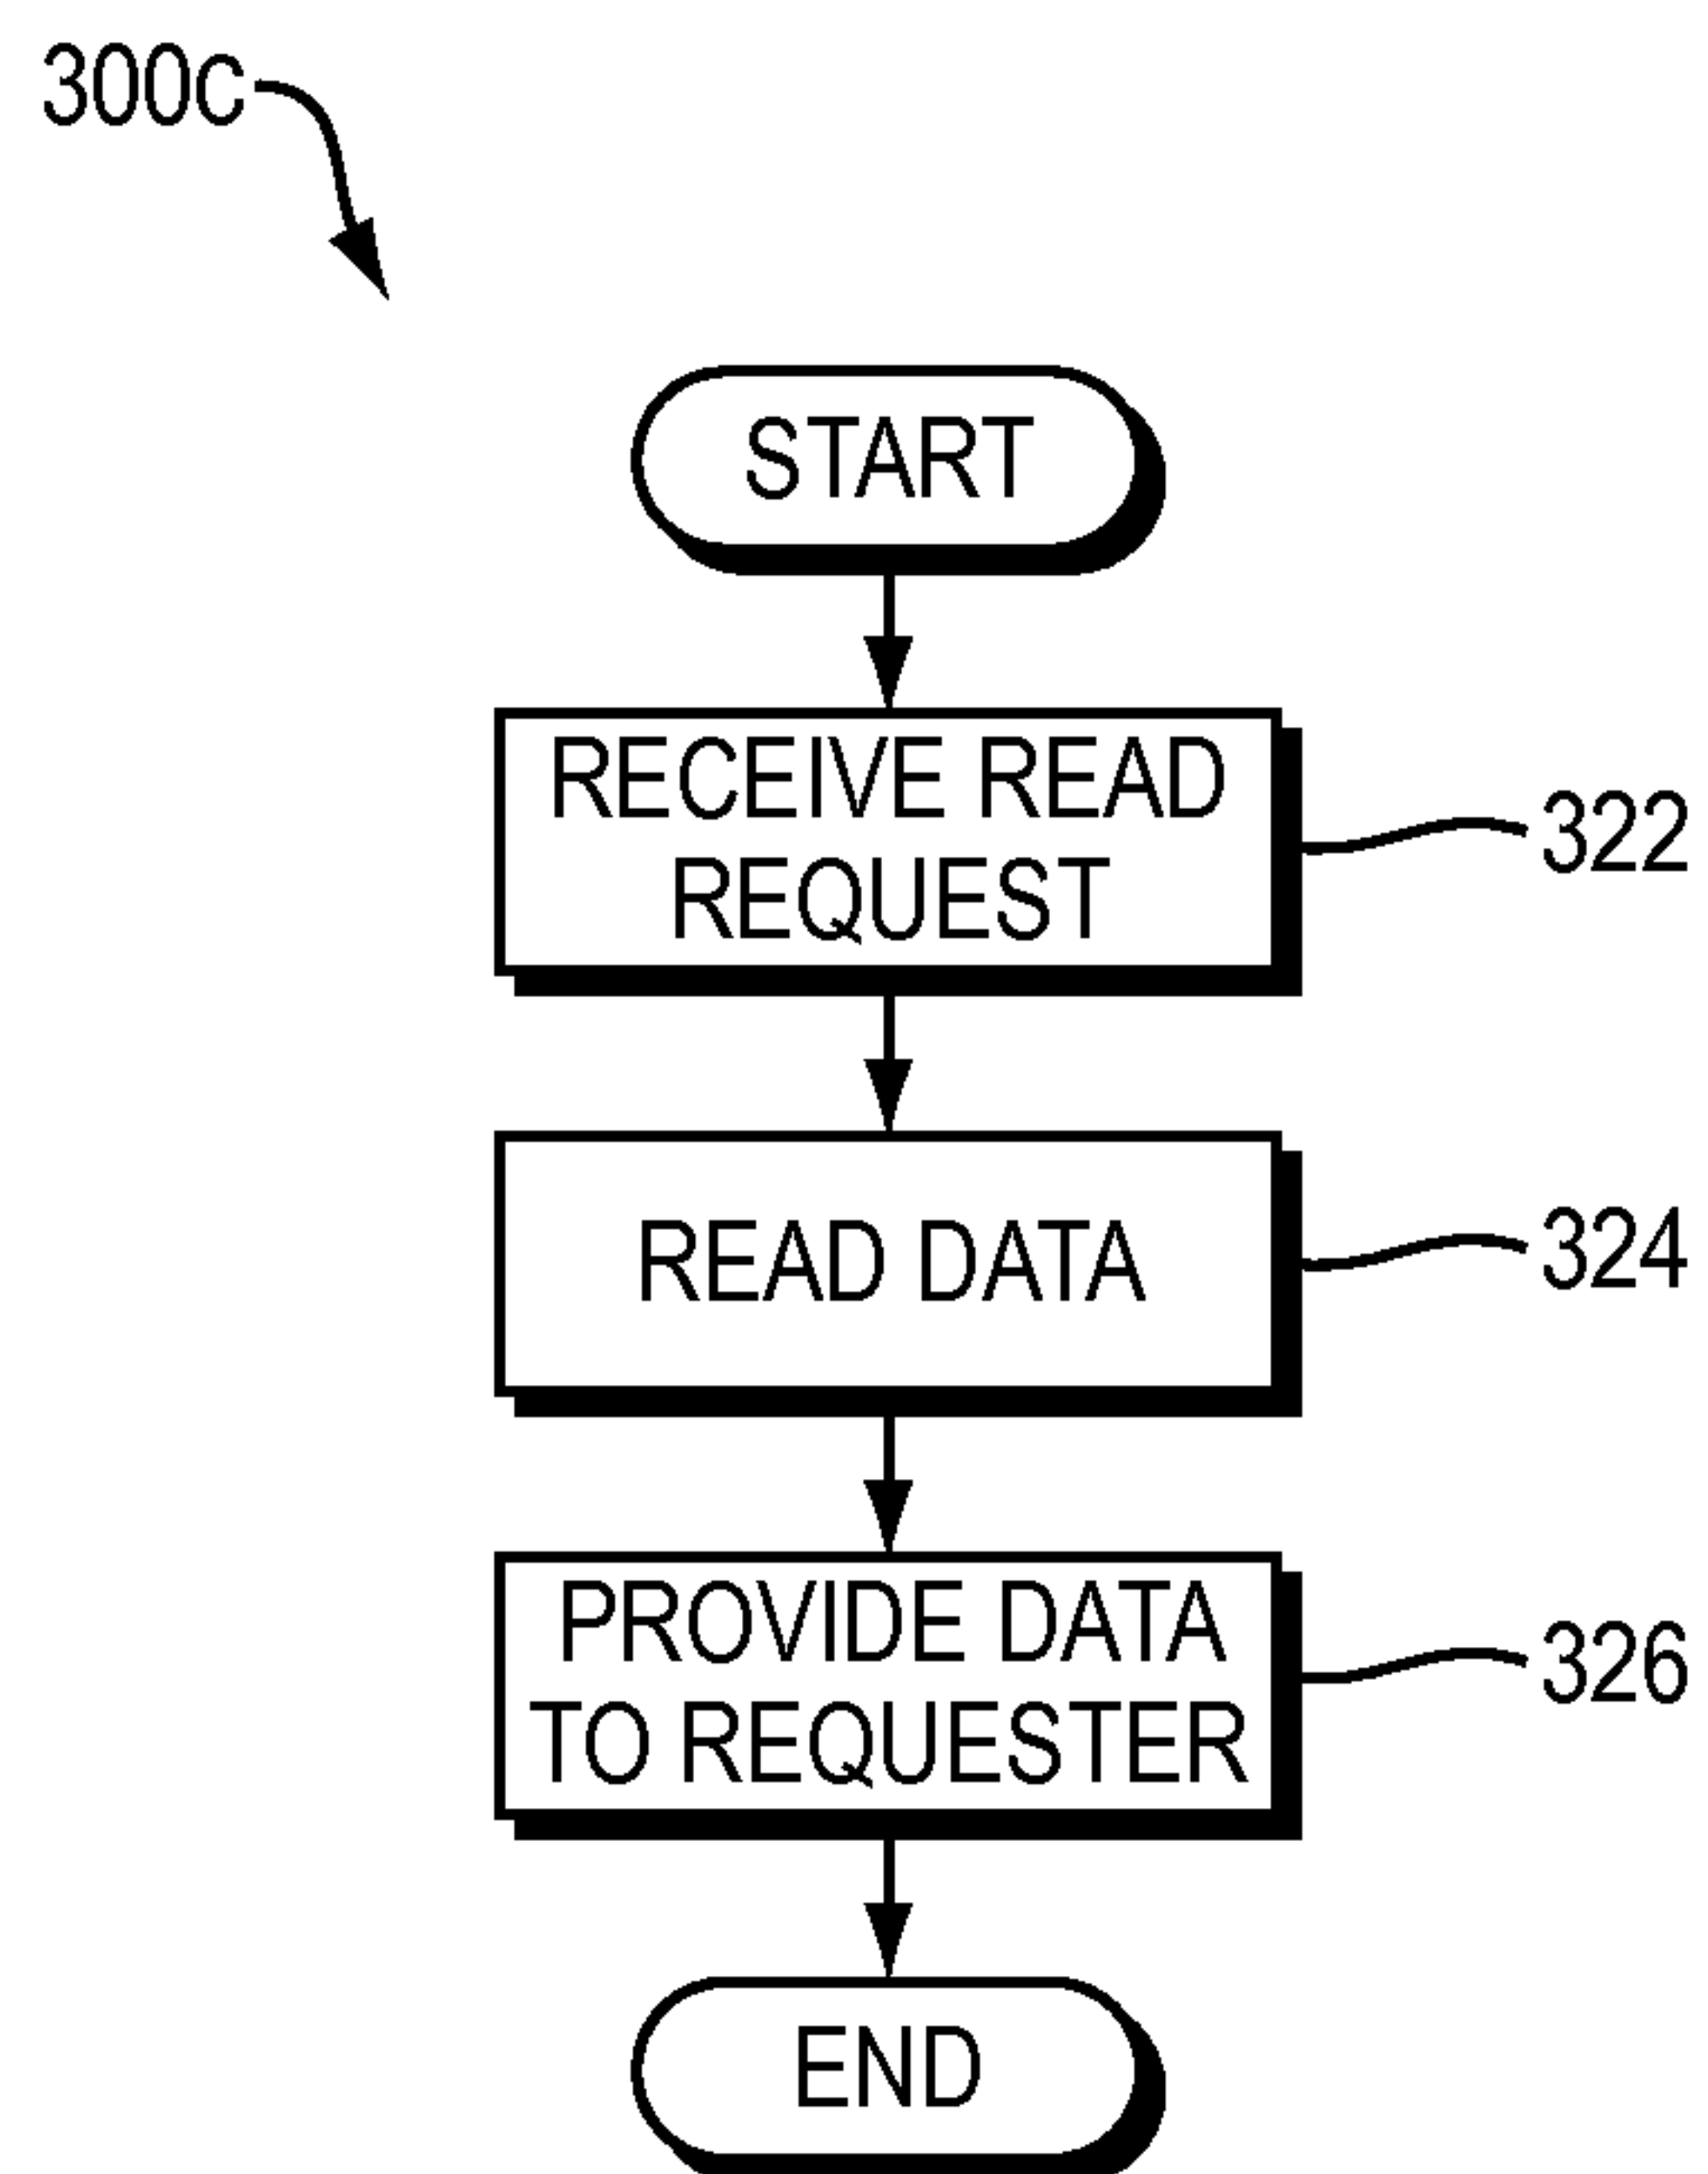 300C
START
RECEIVE READ
REQUEST
322
READ DATA
324
PROVIDE DATA
TO REQUESTER
326
END